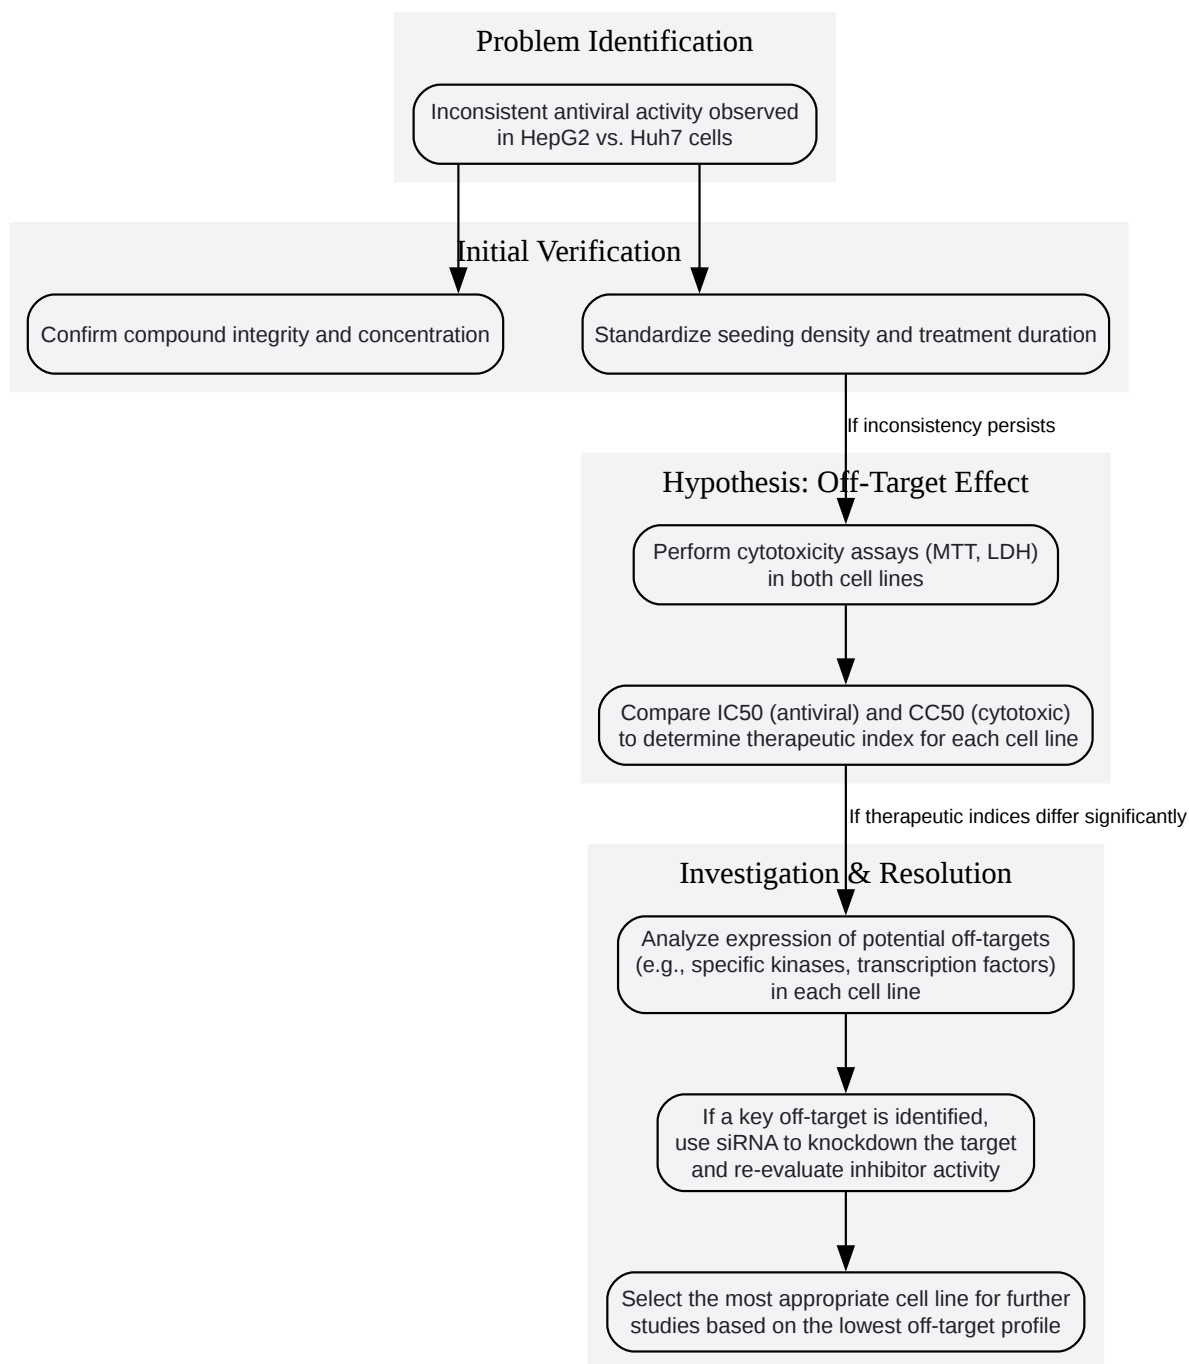 Problem Identification
Inconsistent antiviral activity observed
in HepG2 vs. Huh7 cells
Initial Verification
Confirm compound integrity and concentration
Standardize seeding density and treatment duration
If inconsistency persists
Hypothesis: Off-Target Effect
Perform cytotoxicity assays (MTT, LDH)
in both cell lines
Compare IC50 (antiviral) and CC50 (cytotoxic)
to determine therapeutic index for each cell line
If therapeutic indices differ significantly
Investigation & Resolution
Analyze expression of potential off-targets
(e.g., specific kinases, transcription factors)
in each cell line
If a key off-target is identified,
use siRNA to knockdown the target
and re-evaluate inhibitor activity
Select the most appropriate cell line for further
studies based on the lowest off-target profile